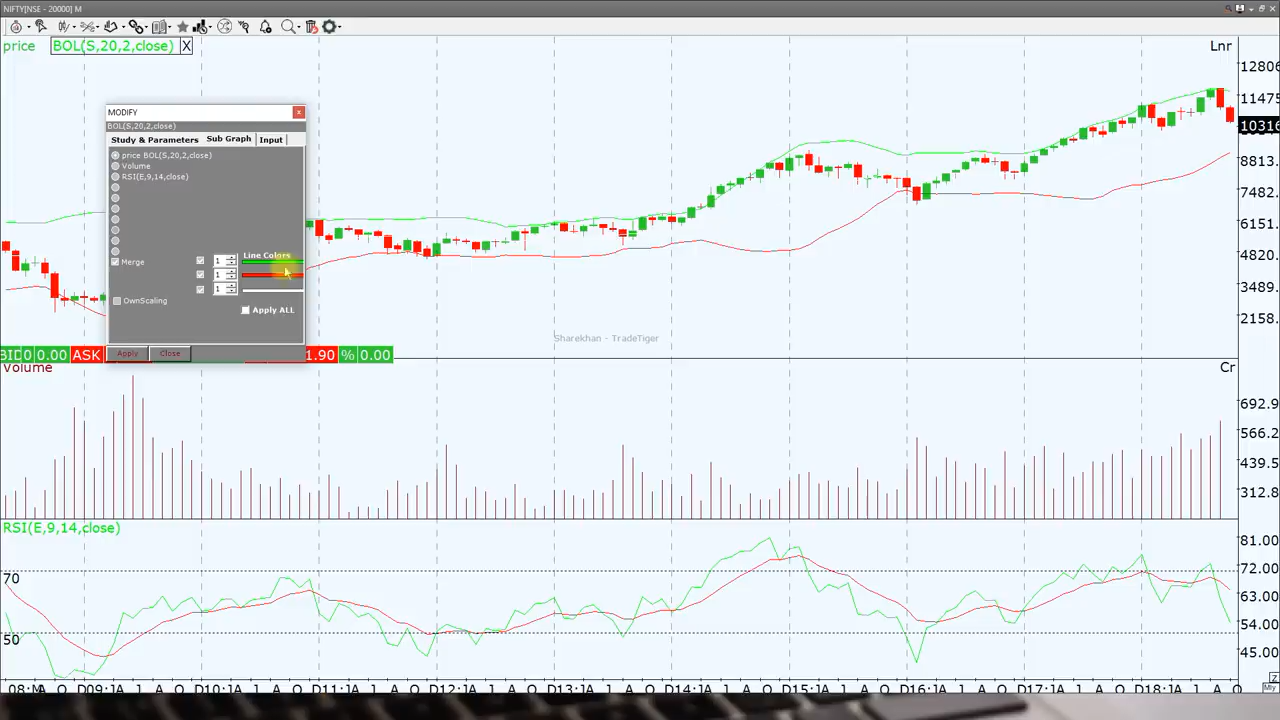 NIFTY[NSE - 20000] M
price BOL(S,20,2,close) X
Lnr
12806
11475
10316
8813.
7482.
6151.
4820.
3489.
2158.
MODIFY
BOL(S,20,2,close)
Study & Parameters Sub Graph Input
price BOL(S,20,2,close)
Volume
RSI(E,9,14,close)
Line Colors
Merge 1
1
1
OwnScaling
Apply ALL
Apply Close
BID0 0.00 ASK 1.90 % 0.00
Sharekhan - TradeTiger
Volume
Cr
692.9
566.2
439.5
312.8
RSI(E,9,14,close)
70
50
81.00
72.00
63.00
54.00
45.00